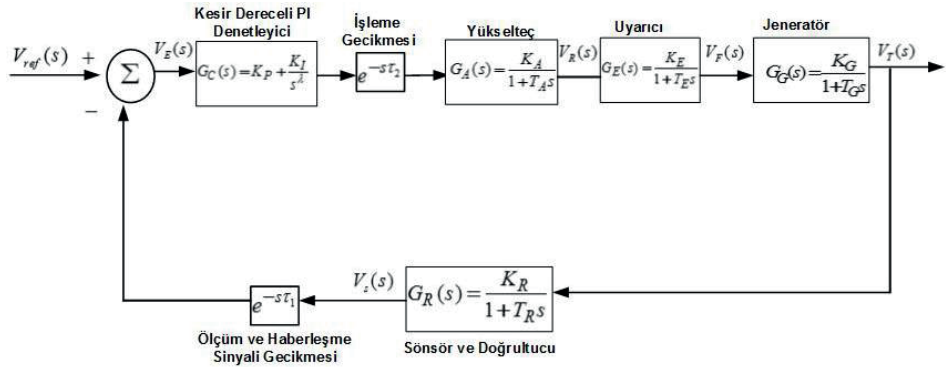 Kesir Dereceli PI
Denetleyici
İşleme
Gecikmesi
Yükselteç
Uyarıcı
Jeneratör
V_ref(s) +
−
Σ
V_E(s)
G_C(s)=K_P+K_I/s^λ
e^{-sτ_2}
G_A(s)=K_A/(1+T_A s)
V_R(s)
G_E(s)=K_E/(1+T_E s)
V_F(s)
G_G(s)=K_G/(1+T_G s)
V_T(s)
e^{-sτ_1}
V_s(s)
G_R(s)=K_R/(1+T_R s)
Ölçüm ve Haberleşme
Sinyali Gecikmesi
Sönsör ve Doğrultucu